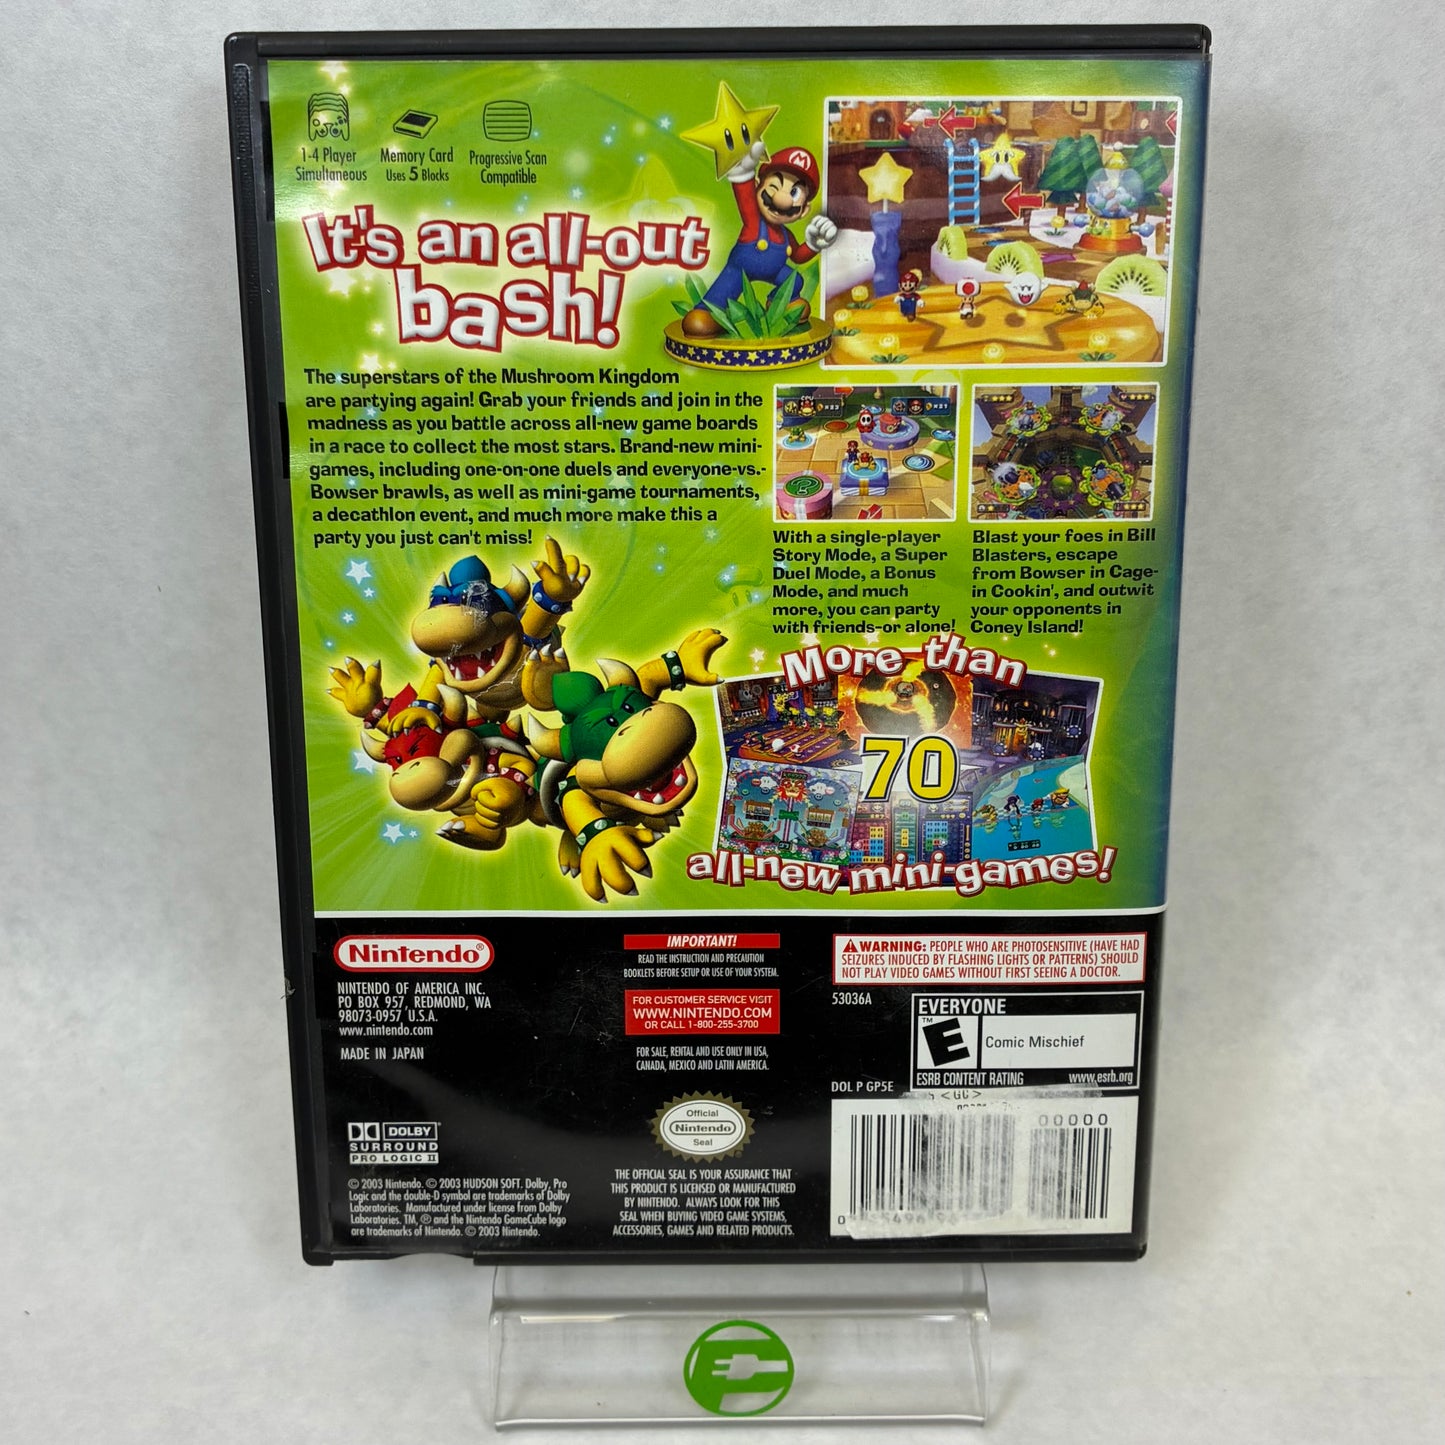 1-4 Player
Simultaneous
Memory Card
Uses 5 Blocks
Progressive Scan
Compatible
It's an all-out
bash!
The superstars of the Mushroom Kingdom
are partying again! Grab your friends and join in the
madness as you battle across all-new game boards
in a race to collect the most stars. Brand-new mini-
games, including one-on-one duels and everyone-vs.-
Bowser brawls, as well as mini-game tournaments,
a decathlon event, and much more make this a
party you just can't miss!
With a single-player
Story Mode, a Super
Duel Mode, a Bonus
Mode, and much
more, you can party
with friends-or alone!
Blast your foes in Bill
Blasters, escape
from Bowser in Cage-
in Cookin', and outwit
your opponents in
Coney Island!
More than
70
all-new mini-games!
Nintendo®
NINTENDO OF AMERICA INC.
PO BOX 957, REDMOND, WA
98073-0957 U.S.A.
www.nintendo.com
MADE IN JAPAN
IMPORTANT!
READ THE INSTRUCTION AND PRECAUTION
BOOKLETS BEFORE SETUP OR USE OF YOUR SYSTEM.
FOR CUSTOMER SERVICE VISIT
WWW.NINTENDO.COM
OR CALL 1-800-255-3700
FOR SALE, RENTAL AND USE ONLY IN USA,
CANADA, MEXICO AND LATIN AMERICA.
WARNING: PEOPLE WHO ARE PHOTOSENSITIVE (HAVE HAD
SEIZURES INDUCED BY FLASHING LIGHTS OR PATTERNS) SHOULD
NOT PLAY VIDEO GAMES WITHOUT FIRST SEEING A DOCTOR.
53036A
EVERYONE
E
™
Comic Mischief
ESRB CONTENT RATING www.esrb.org
DOL P GP5E
<GC>
00000
DOLBY
SURROUND
PRO LOGIC II
Official
Nintendo
Seal
THE OFFICIAL SEAL IS YOUR ASSURANCE THAT
THIS PRODUCT IS LICENSED OR MANUFACTURED
BY NINTENDO. ALWAYS LOOK FOR THIS
SEAL WHEN BUYING VIDEO GAME SYSTEMS,
ACCESSORIES, GAMES AND RELATED PRODUCTS.
© 2003 Nintendo. © 2003 HUDSON SOFT. Dolby, Pro
Logic and the double-D symbol are trademarks of Dolby
Laboratories. Manufactured under license from Dolby
Laboratories. TM, ® and the Nintendo GameCube logo
are trademarks of Nintendo. © 2003 Nintendo.